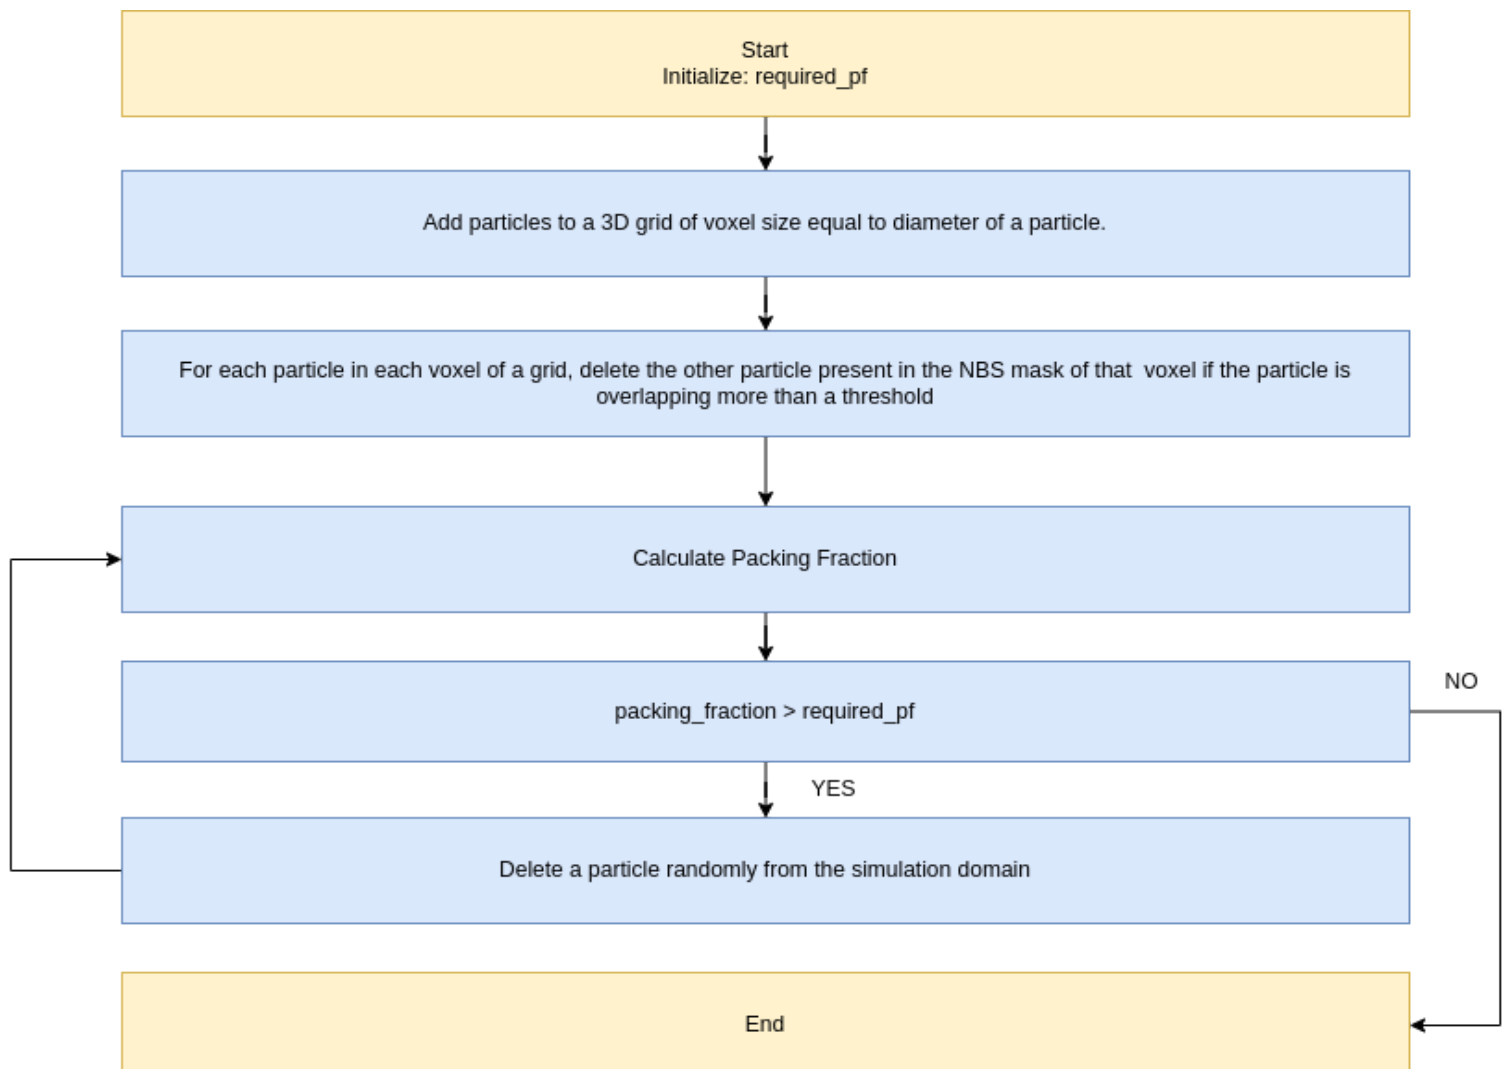 Start
Initialize: required_pf
Add particles to a 3D grid of voxel size equal to diameter of a particle.
For each particle in each voxel of a grid, delete the other particle present in the NBS mask of that  voxel if the particle is
overlapping more than a threshold
Calculate Packing Fraction
NO
packing_fraction > required_pf
YES
Delete a particle randomly from the simulation domain
End